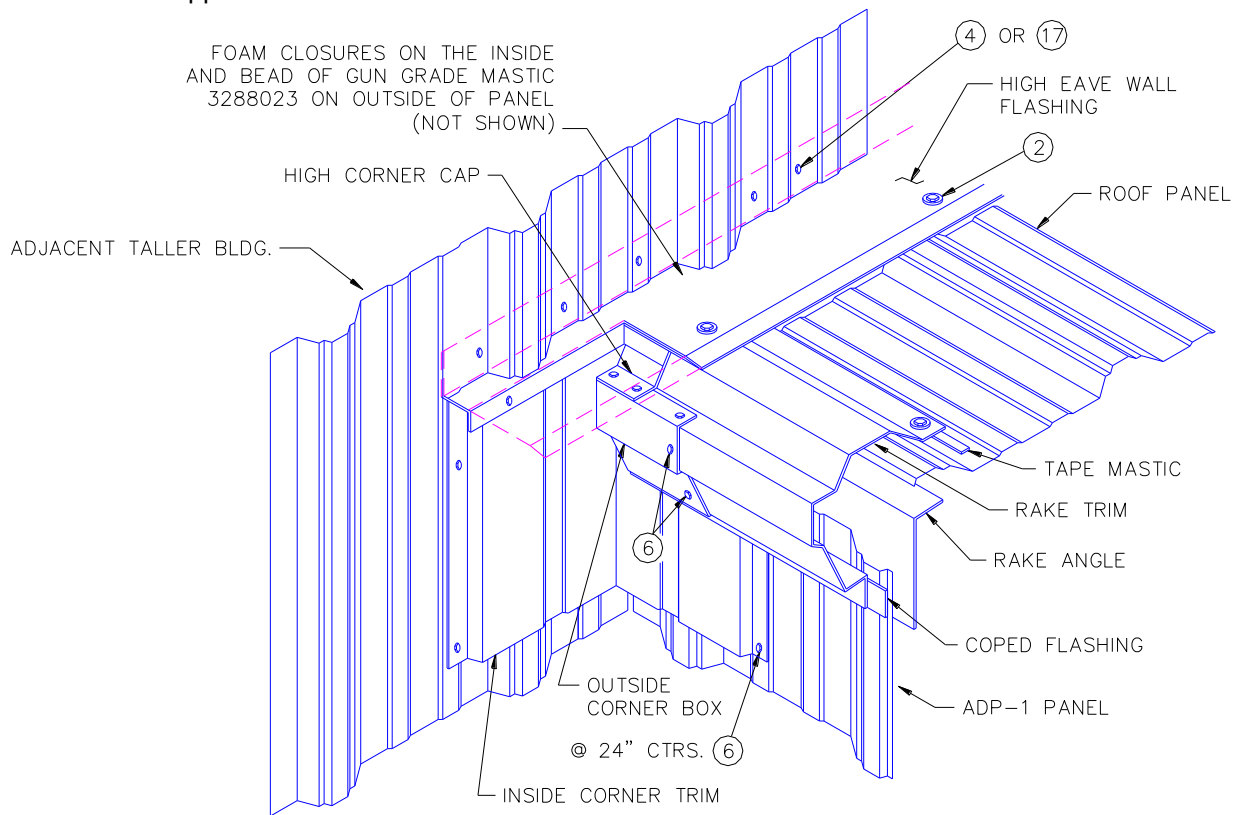 FOAM CLOSURES ON THE INSIDE
AND BEAD OF GUN GRADE MASTIC
3288023 ON OUTSIDE OF PANEL
(NOT SHOWN)
4 OR 17
HIGH EAVE WALL
FLASHING
2
HIGH CORNER CAP
ROOF PANEL
ADJACENT TALLER BLDG.
TAPE MASTIC
RAKE TRIM
6
RAKE ANGLE
COPED FLASHING
OUTSIDE
CORNER BOX
ADP-1 PANEL
@ 24" CTRS. 6
INSIDE CORNER TRIM